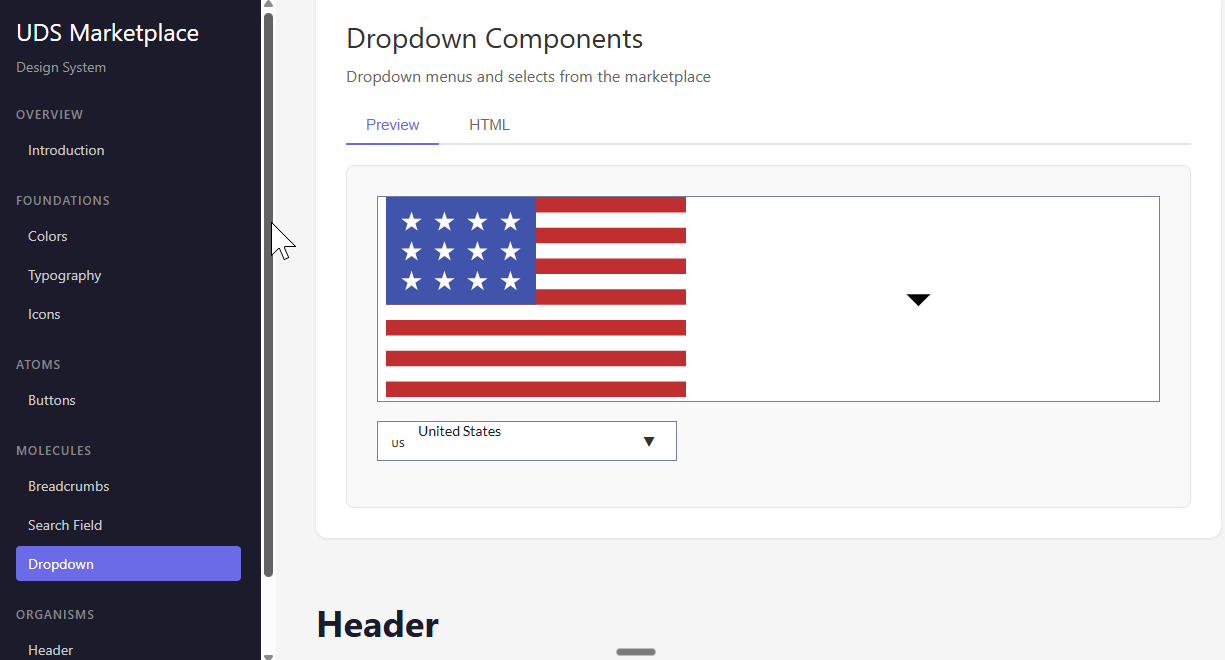 UDS Marketplace
Design System
OVERVIEW
Introduction
FOUNDATIONS
Colors
Typography
Icons
ATOMS
Buttons
MOLECULES
Breadcrumbs
Search Field
Dropdown
ORGANISMS
Header
Dropdown Components
Dropdown menus and selects from the marketplace
Preview HTML
US United States
Header